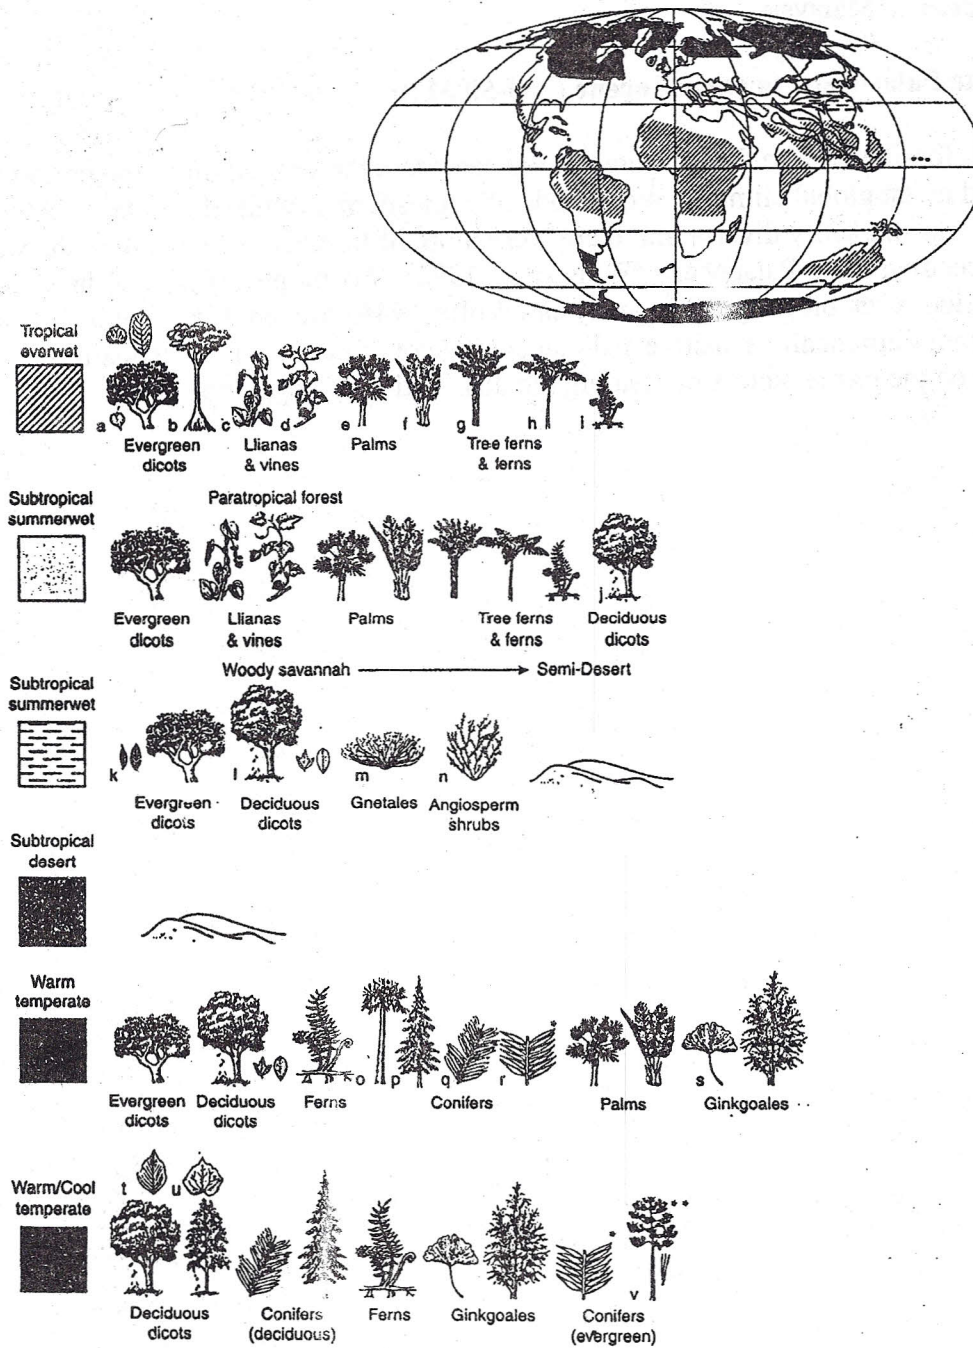 Tropical
everwet
a b c d e f g h i
Evergreen
dicots
Llianas
& vines
Palms
Tree ferns
& ferns
Subtropical
summerwet
Paratropical forest
j
Evergreen
dicots
Llianas
& vines
Palms
Tree ferns
& ferns
Deciduous
dicots
Woody savannah → Semi-Desert
Subtropical
summerwet
k l m n
Evergreen
dicots
Deciduous
dicots
Gnetales
Angiosperm
shrubs
Subtropical
desert
Warm
temperate
o p q r * s
Evergreen
dicots
Deciduous
dicots
Ferns
Conifers
Palms
Ginkgoales
Warm/Cool
temperate
t u * v **
Deciduous
dicots
Conifers
(deciduous)
Ferns
Ginkgoales
Conifers
(evergreen)